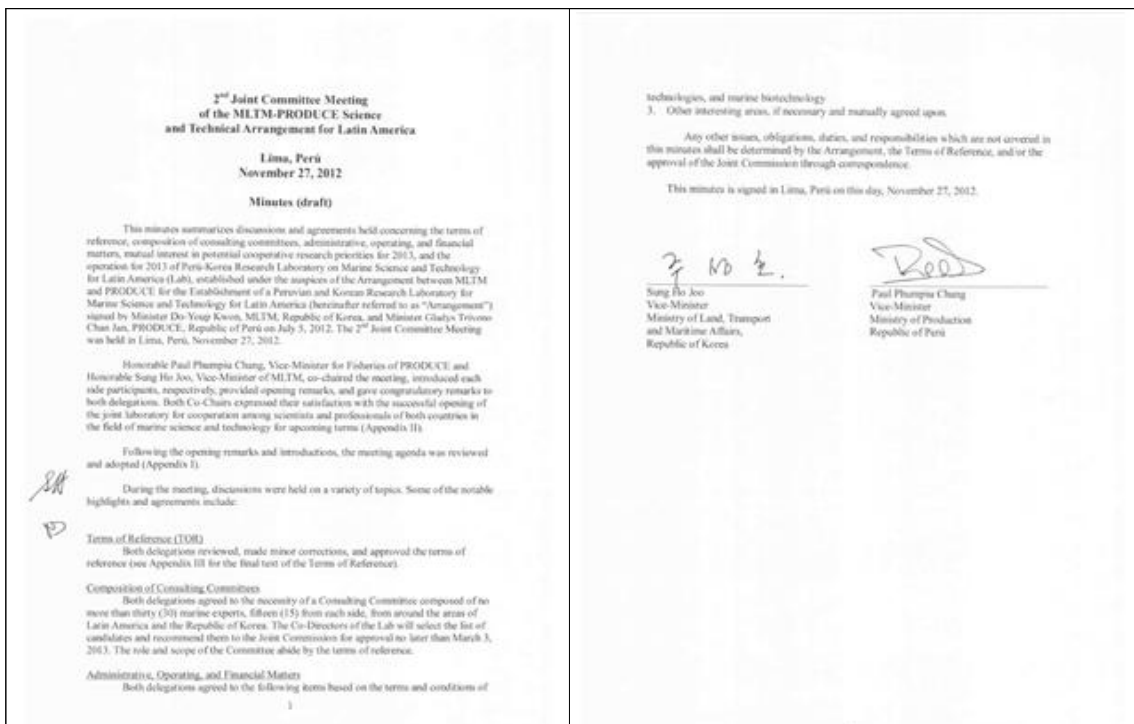 2nd Joint Committee Meeting
of the MLTM-PRODUCE Science
and Technical Arrangement for Latin America
Lima, Perú
November 27, 2012
Minutes (draft)
This minutes summarizes discussions and agreements held concerning the terms of
reference, composition of consulting committees, administrative, operating, and financial
matters, mutual interest in potential cooperative research priorities for 2013, and the
operation for 2013 of Perú-Korea Research Laboratory on Marine Science and Technology
for Latin America (Lab), established under the auspices of the Arrangement between MLTM
and PRODUCE for the Establishment of a Peruvian and Korean Research Laboratory for
Marine Science and Technology for Latin America (hereinafter referred to as "Arrangement")
signed by Minister Do-Youp Kwon, MLTM, Republic of Korea, and Minister Gladys Trivono
Chan Jan, PRODUCE, Republic of Perú on July 5, 2012. The 2nd Joint Committee Meeting
was held in Lima, Perú, November 27, 2012.
Honorable Paul Phumpiu Chang, Vice-Minister for Fisheries of PRODUCE and
Honorable Sung Ho Joo, Vice-Minister of MLTM, co-chaired the meeting, introduced each
side participants, respectively, provided opening remarks, and gave congratulatory remarks to
both delegations. Both Co-Chairs expressed their satisfaction with the successful opening of
the joint laboratory for cooperation among scientists and professionals of both countries in
the field of marine science and technology for upcoming terms (Appendix II).
Following the opening remarks and introductions, the meeting agenda was reviewed
and adopted (Appendix I).
During the meeting, discussions were held on a variety of topics. Some of the notable
highlights and agreements include:
Terms of Reference (TOR)
Both delegations reviewed, made minor corrections, and approved the terms of
reference (see Appendix III for the final text of the Terms of Reference).
Composition of Consulting Committees
Both delegations agreed to the necessity of a Consulting Committee composed of no
more than thirty (30) marine experts, fifteen (15) from each side, from around the areas of
Latin America and the Republic of Korea. The Co-Directors of the Lab will select the list of
candidates and recommend them to the Joint Commission for approval no later than March 3,
2013. The role and scope of the Committee abide by the terms of reference.
Administrative, Operating, and Financial Matters
Both delegations agreed to the following items based on the terms and conditions of
1
technologies, and marine biotechnology
3. Other interesting areas, if necessary and mutually agreed upon.
Any other issues, obligations, duties, and responsibilities which are not covered in
this minutes shall be determined by the Arrangement, the Terms of Reference, and/or the
approval of the Joint Commission through correspondence.
This minutes is signed in Lima, Perú on this day, November 27, 2012.
Sung Ho Joo
Vice-Minister
Ministry of Land, Transport
and Maritime Affairs,
Republic of Korea
Paul Phumpiu Chang
Vice-Minister
Ministry of Production
Republic of Perú